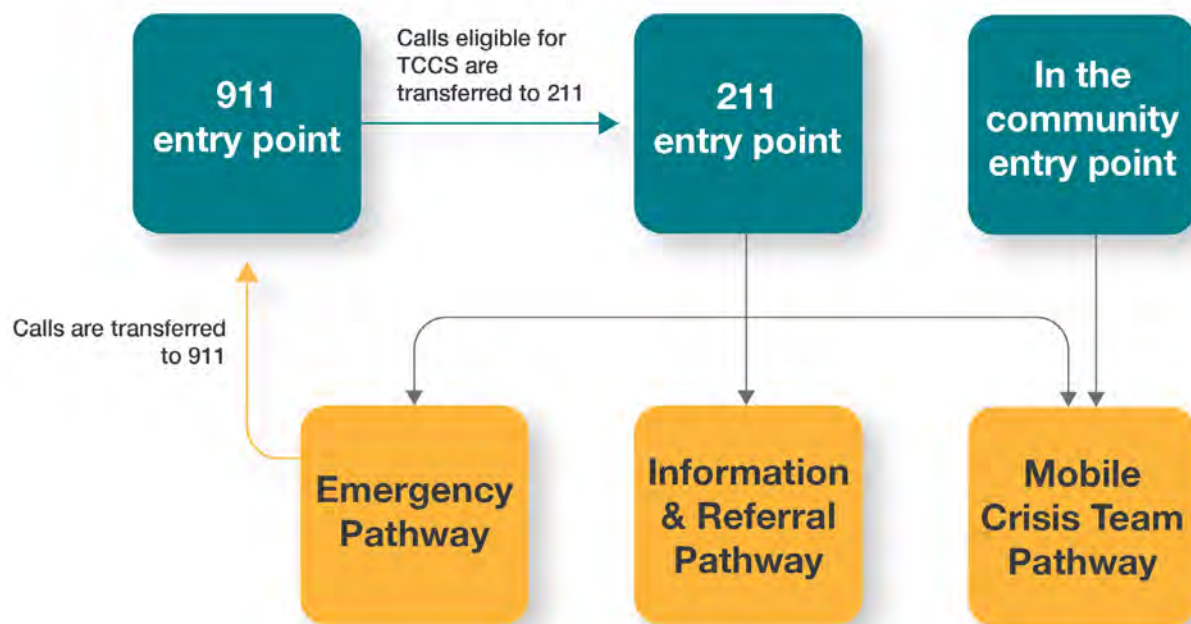 911
entry point
Calls eligible for
TCCS are
transferred to 211
211
entry point
In the
community
entry point
Calls are transferred
to 911
Emergency
Pathway
Information
& Referral
Pathway
Mobile
Crisis Team
Pathway